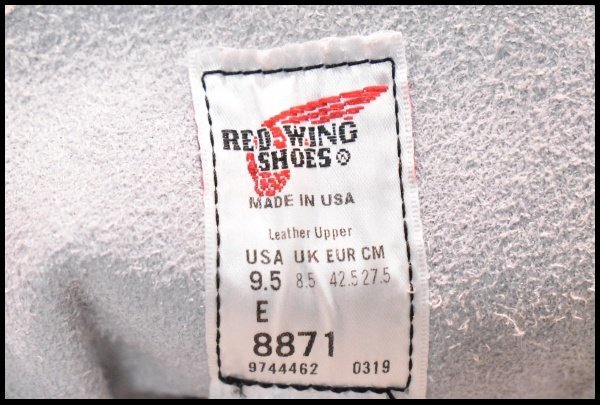 RED WING
SHOES ®
MADE IN USA
Leather Upper
USA UK EUR CM
9.5 8.5 42.5 27.5
E
8871
9744462 0319